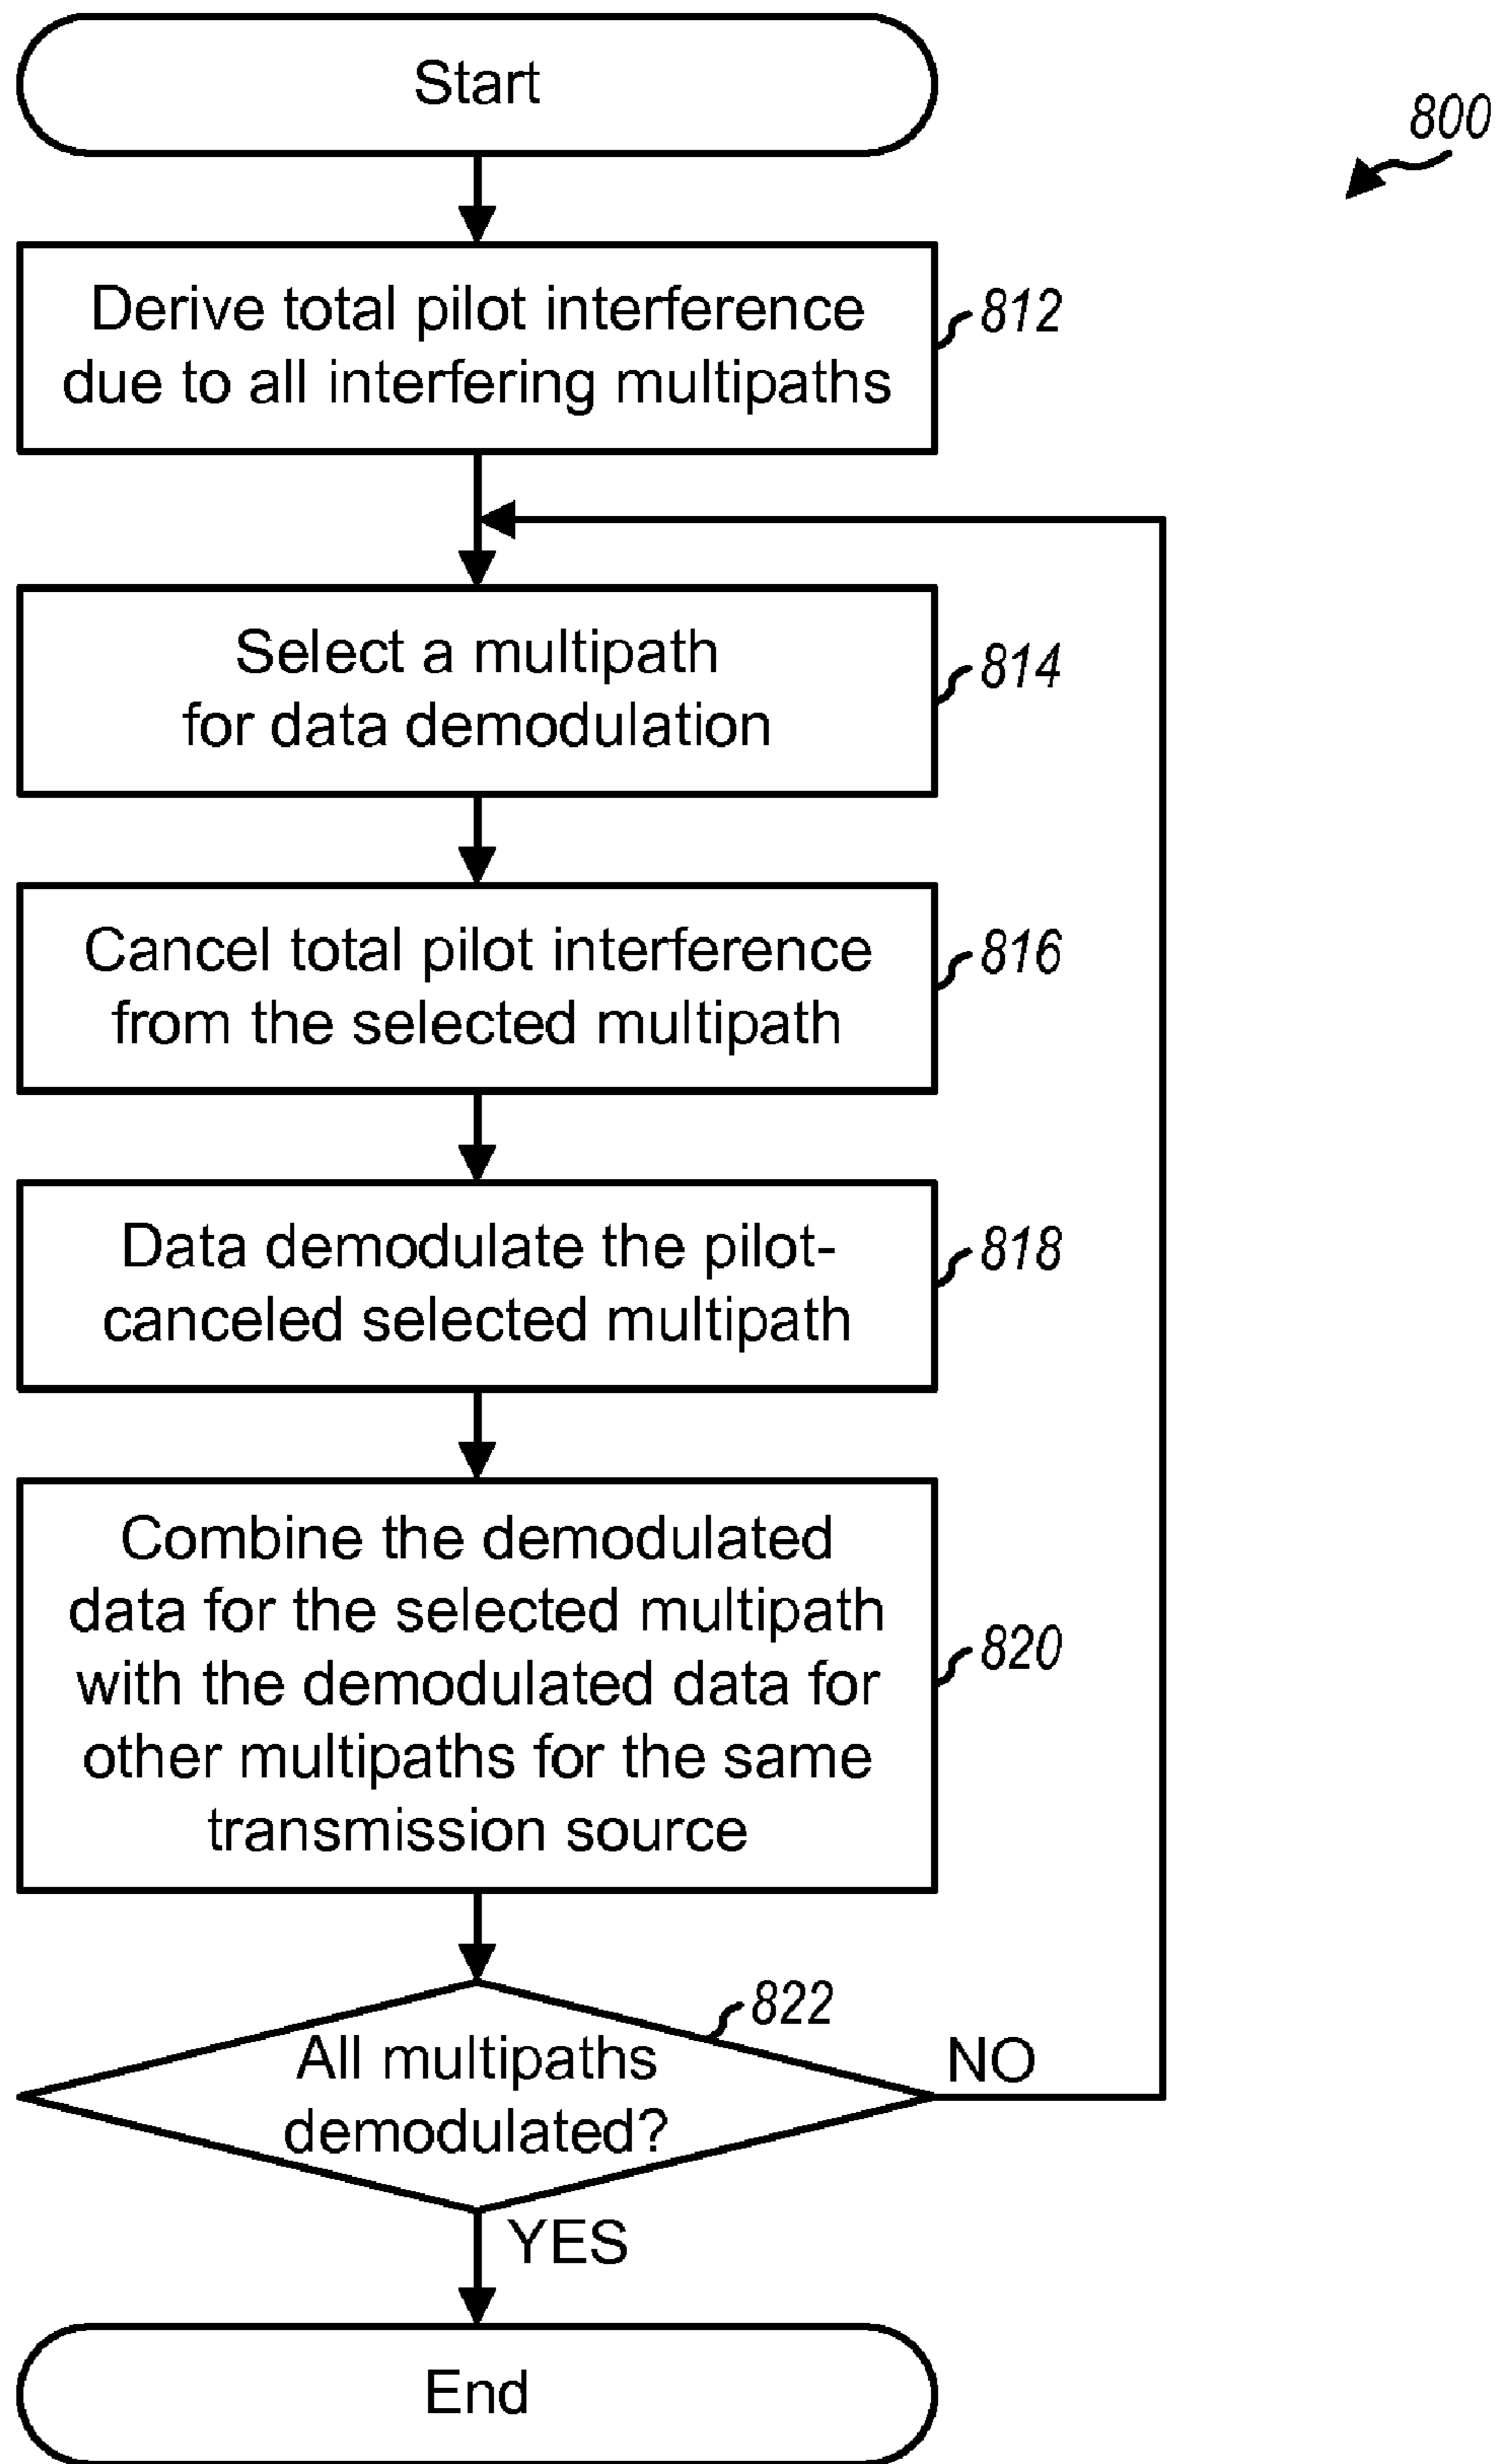 Start
800
Derive total pilot interference
due to all interfering multipaths
812
Select a multipath
for data demodulation
814
Cancel total pilot interference
from the selected multipath
816
Data demodulate the pilot-
canceled selected multipath
818
Combine the demodulated
data for the selected multipath
with the demodulated data for
other multipaths for the same
transmission source
820
822
All multipaths
demodulated?
NO
YES
End